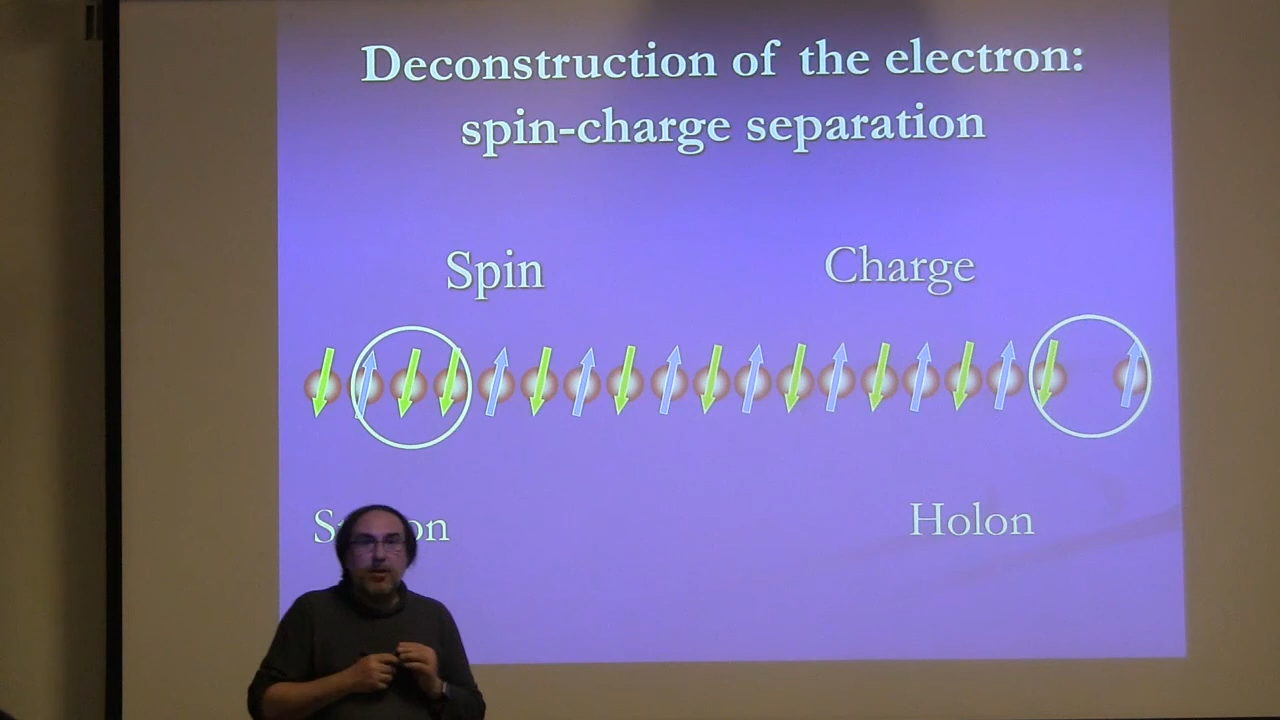 Deconstruction of the electron:
spin-charge separation
Spin
Charge
Holon